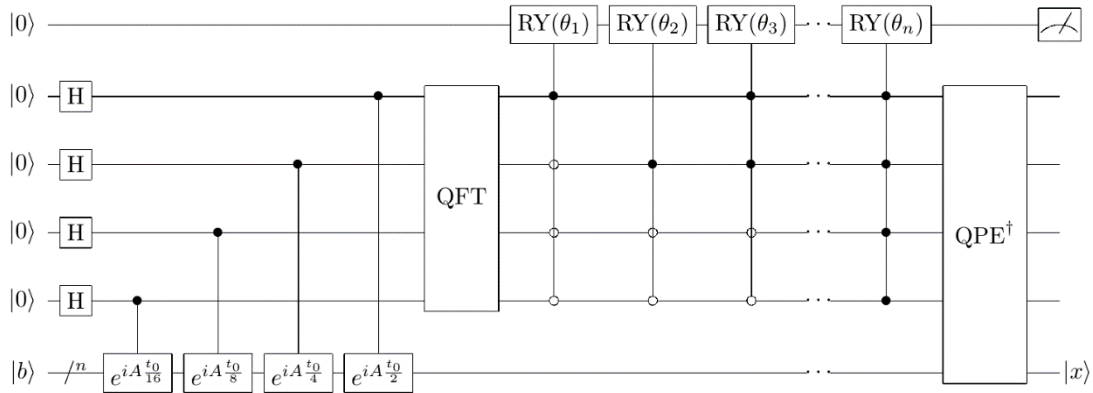 |0⟩ RY(θ₁) RY(θ₂) RY(θ₃) ··· RY(θₙ)
|0⟩ H ···
|0⟩ H ···
QFT
|0⟩ H ···
QPE†
|0⟩ H ···
|b⟩ /ⁿ e^{iA t₀/16} e^{iA t₀/8} e^{iA t₀/4} e^{iA t₀/2} ··· |x⟩